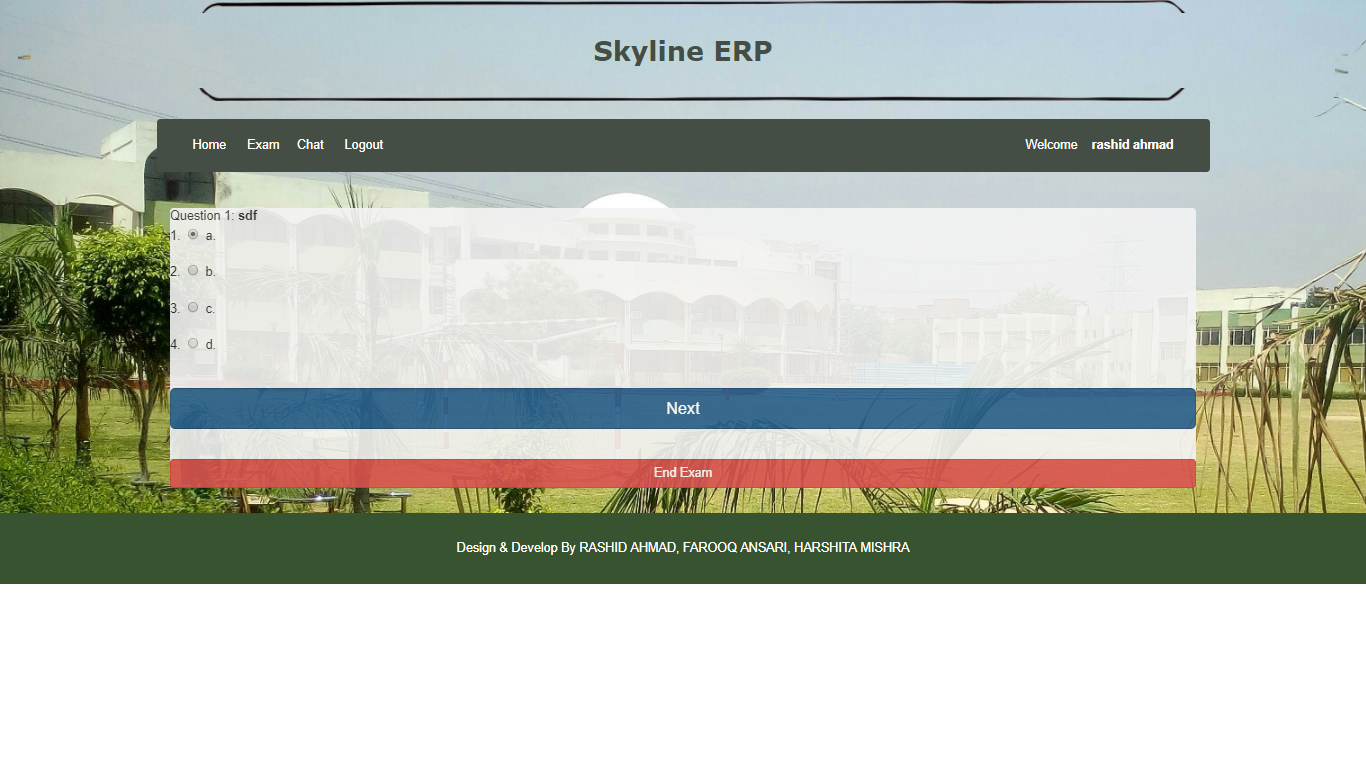 Skyline ERP
Home Exam Chat Logout Welcome rashid ahmad
Question 1: sdf
1. a.
2. b.
3. c.
4. d.
Next
End Exam
Design & Develop By RASHID AHMAD, FAROOQ ANSARI, HARSHITA MISHRA